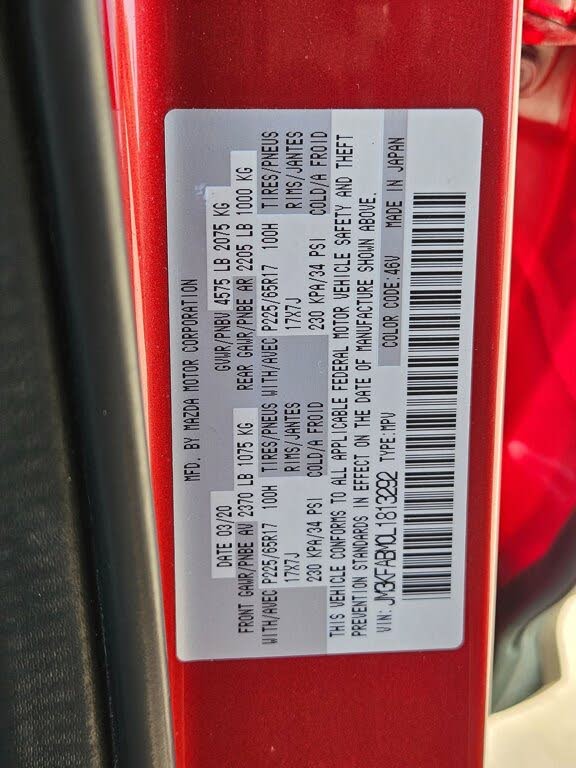 MFD. BY MAZDA MOTOR CORPORATION
DATE 03/20 GVWR/PNBV 4575 LB 2075 KG
FRONT GAWR/PNBE AV 2370 LB 1075 KG REAR GAWR/PNBE AR 2205 LB 1000 KG
WITH/AVEC P225/65R17 100H TIRES/PNEUS WITH/AVEC P225/65R17 100H TIRES/PNEUS
17X7J RIMS/JANTES 17X7J RIMS/JANTES
230 KPA/34 PSI COLD/A FROID 230 KPA/34 PSI COLD/A FROID
THIS VEHICLE CONFORMS TO ALL APPLICABLE FEDERAL MOTOR VEHICLE SAFETY AND THEFT
PREVENTION STANDARDS IN EFFECT ON THE DATE OF MANUFACTURE SHOWN ABOVE.
VIN: JM3KFABM0L1813292 TYPE:MPV COLOR CODE:46V MADE IN JAPAN